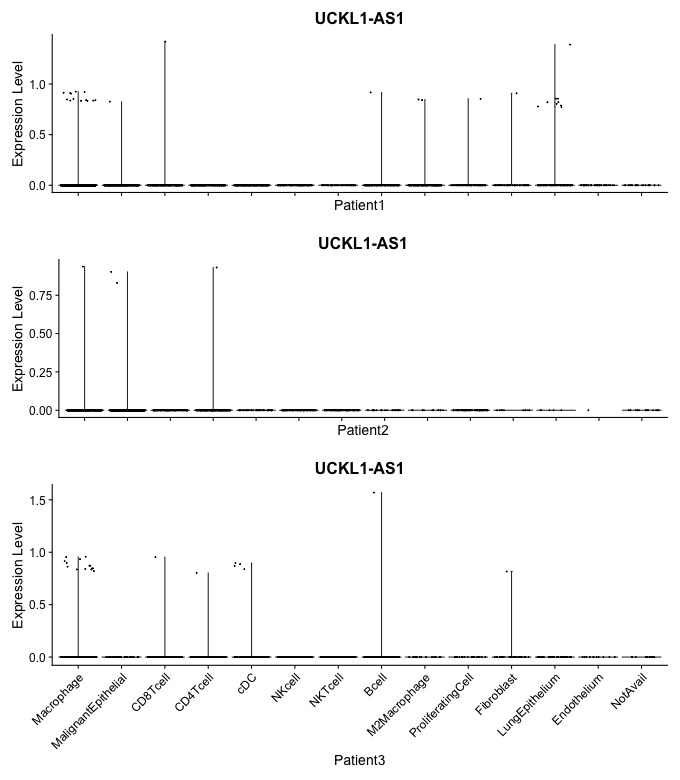 UCKL1-AS1
Expression Level
1.0
0.5
0.0
Patient1
UCKL1-AS1
Expression Level
0.75
0.50
0.25
0.00
Patient2
UCKL1-AS1
Expression Level
1.5
1.0
0.5
0.0
Macrophage
MalignantEpithelial
CD8Tcell
CD4Tcell
cDC
NKcell
NKTcell
Bcell
M2Macrophage
ProliferatingCell
Fibroblast
LungEpithelium
Endothelium
NotAvail
Patient3